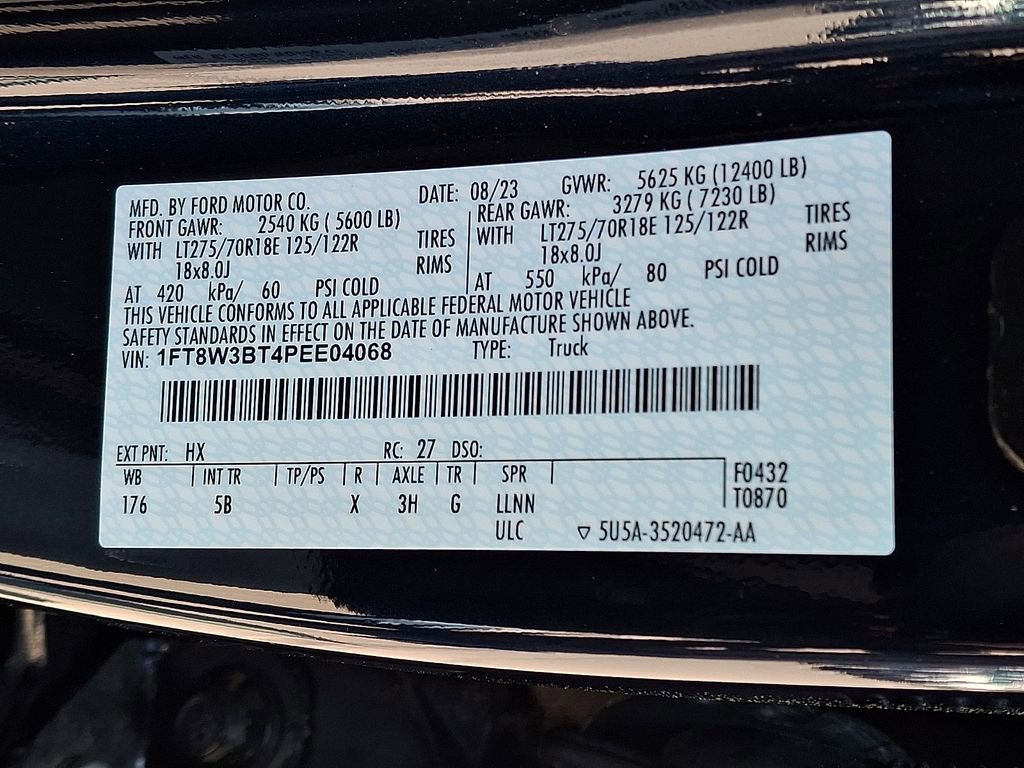 MFD. BY FORD MOTOR CO. DATE: 08/23 GVWR: 5625 KG (12400 LB)
FRONT GAWR: 2540 KG ( 5600 LB) REAR GAWR: 3279 KG ( 7230 LB)
WITH LT275/70R18E 125/122R TIRES WITH LT275/70R18E 125/122R TIRES
18x8.0J RIMS 18x8.0J RIMS
AT 420 kPa/ 60 PSI COLD AT 550 kPa/ 80 PSI COLD
THIS VEHICLE CONFORMS TO ALL APPLICABLE FEDERAL MOTOR VEHICLE
SAFETY STANDARDS IN EFFECT ON THE DATE OF MANUFACTURE SHOWN ABOVE.
VIN: 1FT8W3BT4PEE04068 TYPE: Truck
EXT PNT: HX RC: 27 DSO:
WB INT TR TP/PS R AXLE TR SPR F0432
176 5B X 3H G LLNN T0870
ULC ▽ 5U5A-3520472-AA